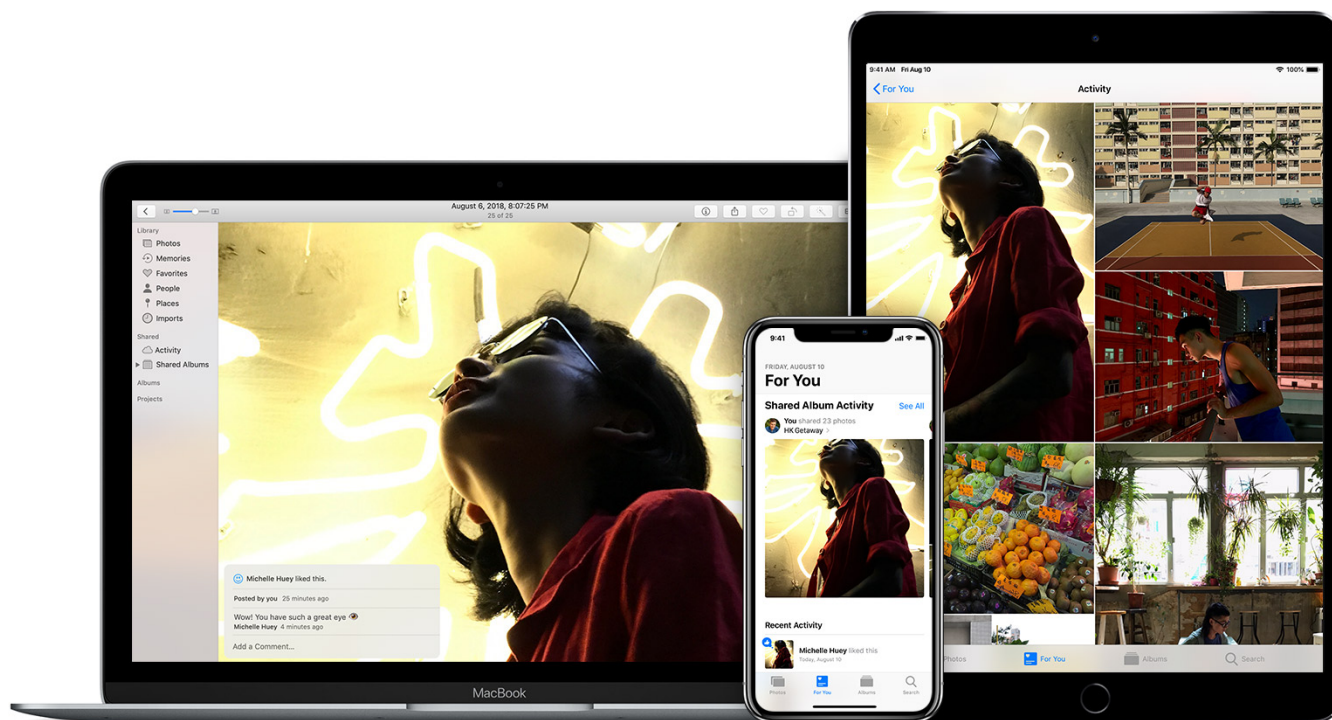 August 6, 2018, 8:07:25 PM
25 of 25
Library
Photos
Memories
Favorites
People
Places
Imports
Shared
Activity
Shared Albums
Albums
Projects
Michelle Huey liked this.
Posted by you 25 minutes ago
Wow! You have such a great eye 👁
Michelle Huey 4 minutes ago
Add a Comment...
MacBook
9:41
FRIDAY, AUGUST 10
For You
Shared Album Activity See All
You shared 23 photos
HK Getaway >
Recent Activity
Michelle Huey liked this
Today, August 10
Photos For You Albums Search
9:41 AM Fri Aug 10 100%
For You Activity
Photos For You Albums Search